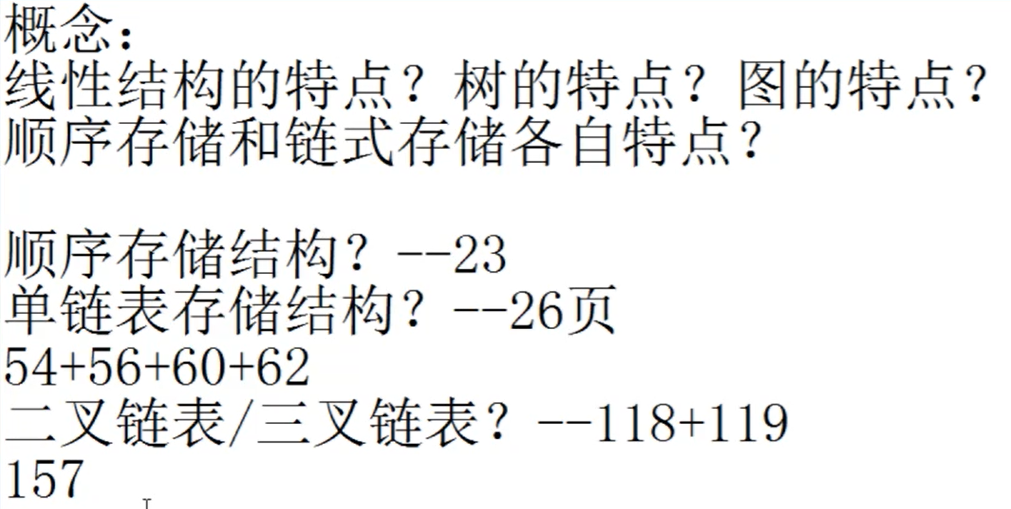 概念：
线性结构的特点？树的特点？图的特点？
顺序存储和链式存储各自特点？
顺序存储结构？--23
单链表存储结构？--26页
54+56+60+62
二叉链表/三叉链表？--118+119
157